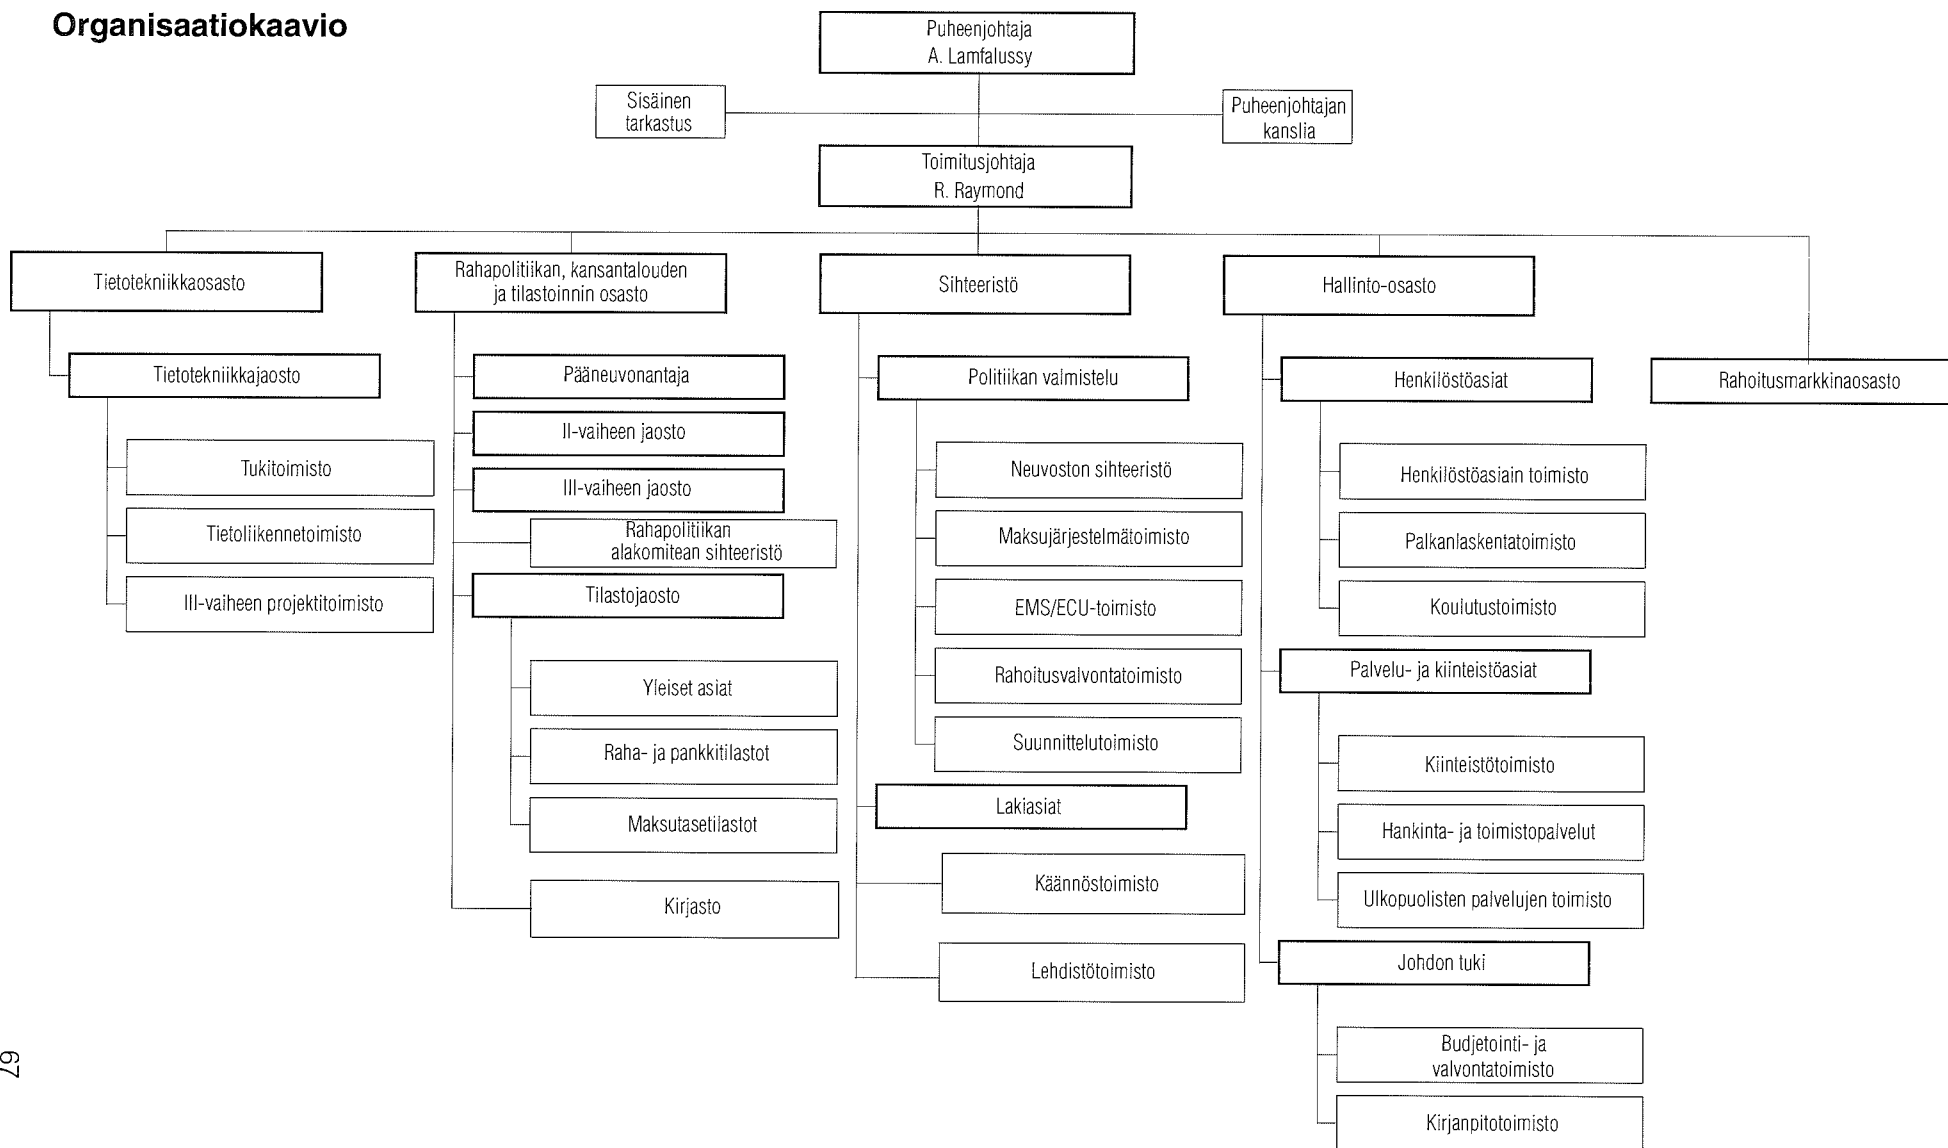 Organisaatiokaavio
Puheenjohtaja
A. Lamfalussy
Sisäinen
tarkastus
Puheenjohtajan
kanslia
Toimitusjohtaja
R. Raymond
Tietotekniikkaosasto
Tietotekniikkajaosto
Tukitoimisto
Tietoliikennetoimisto
III-vaiheen projektitoimisto
Rahapolitiikan, kansantalouden
ja tilastoinnin osasto
Pääneuvonantaja
II-vaiheen jaosto
III-vaiheen jaosto
Rahapolitiikan
alakomitean sihteeristö
Tilastojaosto
Yleiset asiat
Raha- ja pankkitilastot
Maksutasetilastot
Kirjasto
Sihteeristö
Politiikan valmistelu
Neuvoston sihteeristö
Maksujärjestelmätoimisto
EMS/ECU-toimisto
Rahoitusvalvontatoimisto
Suunnittelutoimisto
Lakiasiat
Käännöstoimisto
Lehdistötoimisto
Hallinto-osasto
Henkilöstöasiat
Henkilöstöasiain toimisto
Palkanlaskentatoimisto
Koulutustoimisto
Palvelu- ja kiinteistöasiat
Kiinteistötoimisto
Hankinta- ja toimistopalvelut
Ulkopuolisten palvelujen toimisto
Johdon tuki
Budjetointi- ja
valvontatoimisto
Kirjanpitotoimisto
Rahoitusmarkkinaosasto
67